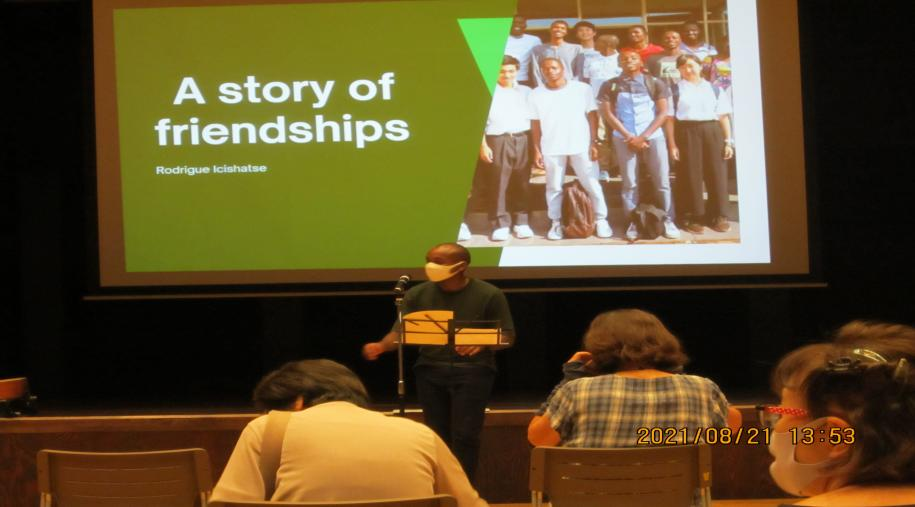 A story of
friendships
Rodrigue Icishatse
2021/08/21 13:53